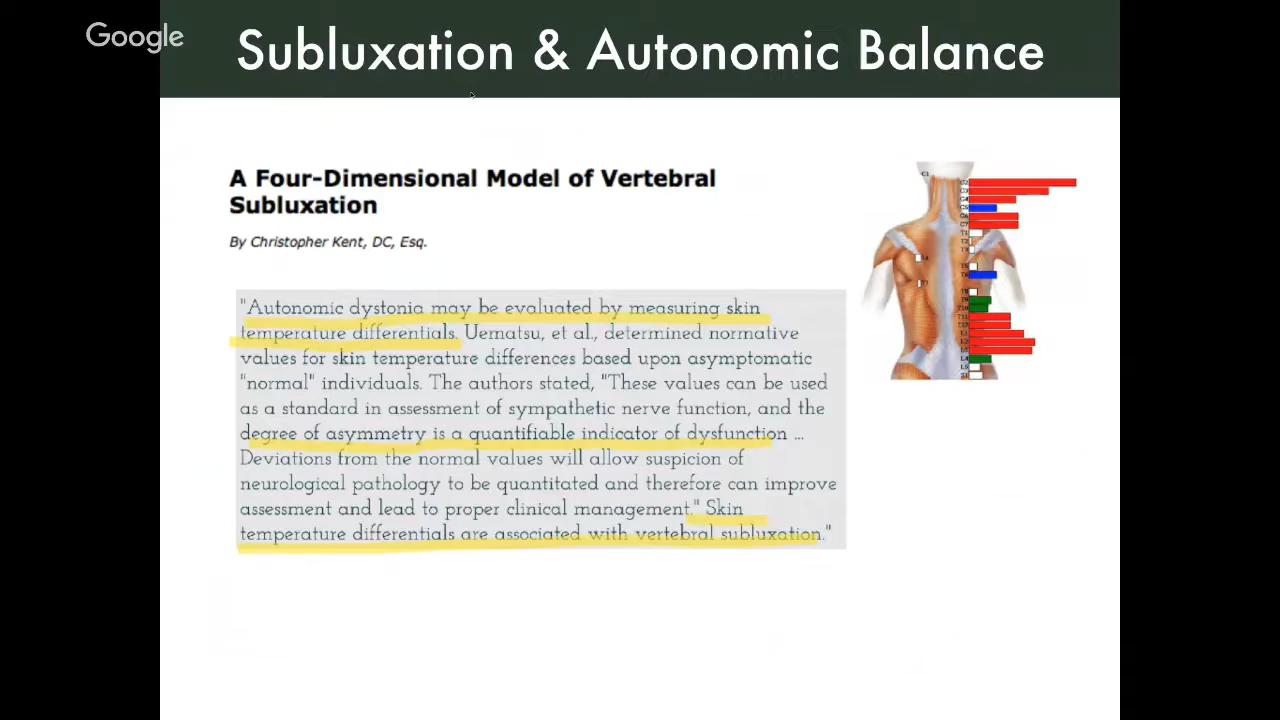 Google
Subluxation & Autonomic Balance
A Four-Dimensional Model of Vertebral
Subluxation
By Christopher Kent, DC, Esq.
"Autonomic dystonia may be evaluated by measuring skin
temperature differentials. Uematsu, et al., determined normative
values for skin temperature differences based upon asymptomatic
"normal" individuals. The authors stated, "These values can be used
as a standard in assessment of sympathetic nerve function, and the
degree of asymmetry is a quantifiable indicator of dysfunction ...
Deviations from the normal values will allow suspicion of
neurological pathology to be quantitated and therefore can improve
assessment and lead to proper clinical management." Skin
temperature differentials are associated with vertebral subluxation."
C1